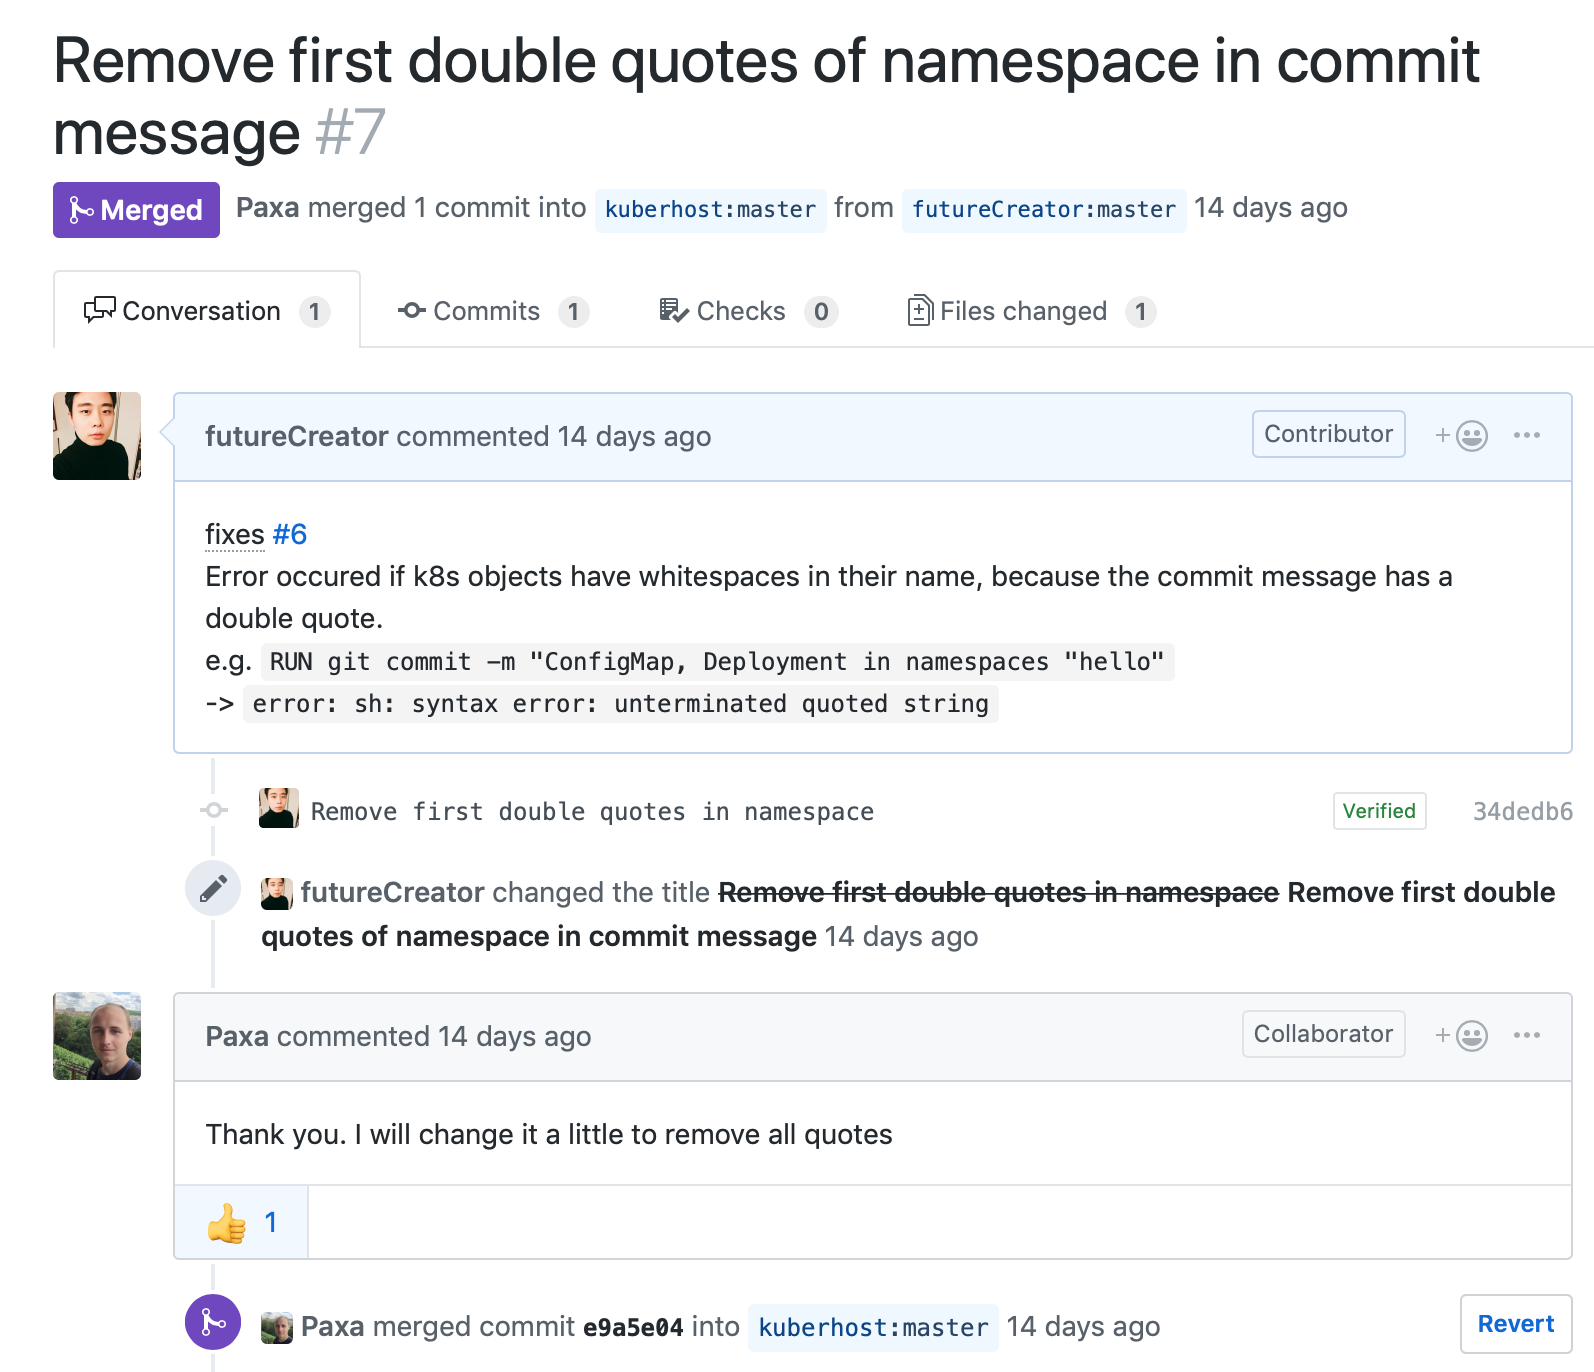 Remove first double quotes of namespace in commit
message #7
Merged Paxa merged 1 commit into kuberhost:master from futureCreator:master 14 days ago
Conversation 1 Commits 1 Checks 0 Files changed 1
futureCreator commented 14 days ago Contributor
fixes #6
Error occured if k8s objects have whitespaces in their name, because the commit message has a
double quote.
e.g. RUN git commit -m "ConfigMap, Deployment in namespaces "hello"
-> error: sh: syntax error: unterminated quoted string
Remove first double quotes in namespace Verified 34dedb6
futureCreator changed the title Remove first double quotes in namespace Remove first double
quotes of namespace in commit message 14 days ago
Paxa commented 14 days ago Collaborator
Thank you. I will change it a little to remove all quotes
👍 1
Paxa merged commit e9a5e04 into kuberhost:master 14 days ago Revert